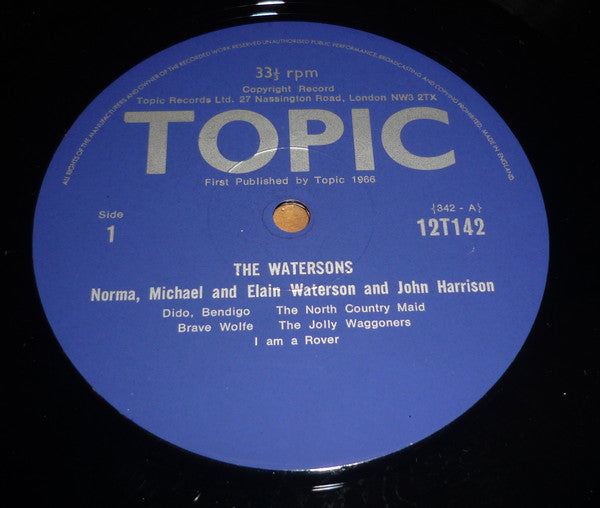 ALL RIGHTS OF THE MANUFACTURERS AND OWNER OF THE RECORDED WORK RESERVED UNAUTHORISED PUBLIC PERFORMANCE, BROADCASTING AND COPYING PROHIBITED. MADE IN ENGLAND
33⅓ rpm
Copyright Record
Topic Records Ltd. 27 Nassington Road, London NW3 2TX
TOPIC
First Published by Topic 1966
Side
1
{342 - A}
12T142
THE WATERSONS
Norma, Michael and Elain Waterson and John Harrison
Dido, Bendigo The North Country Maid
Brave Wolfe The Jolly Waggoners
I am a Rover